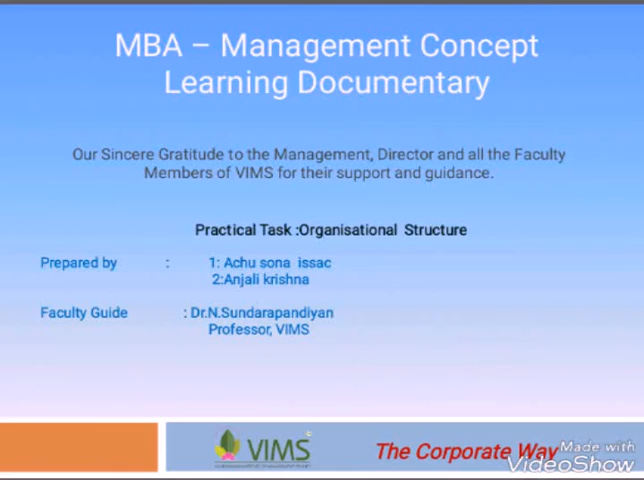 MBA – Management Concept
Learning Documentary
Our Sincere Gratitude to the Management, Director and all the Faculty
Members of VIMS for their support and guidance.
Practical Task :Organisational Structure
Prepared by : 1: Achu sona issac
2:Anjali krishna
Faculty Guide : Dr.N.Sundarapandiyan
Professor, VIMS
VIMS
The Corporate Way
Made with
VideoShow